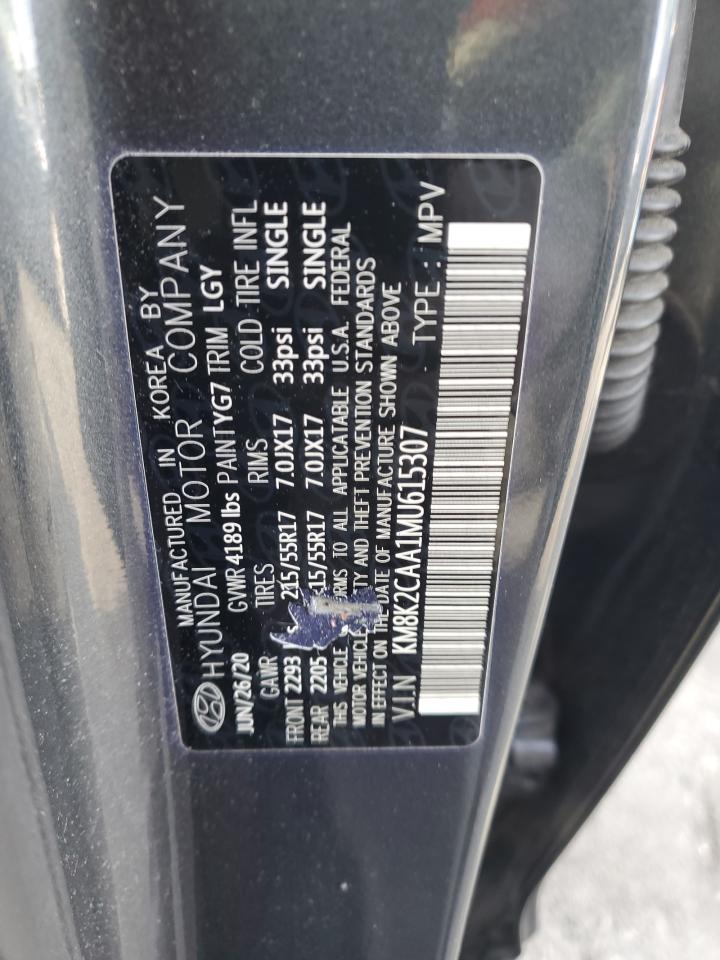 MANUFACTURED IN KOREA BY
HYUNDAI MOTOR COMPANY
JUN/26/20 GVWR 4189 lbs PAINT YG7 TRIM LGY
GAWR TIRES RIMS COLD TIRE INFL
FRONT 2293 215/55R17 7.0JX17 33psi SINGLE
REAR 2205 215/55R17 7.0JX17 33psi SINGLE
THIS VEHICLE TO ALL APPLICABLE U.S.A. FEDERAL
MOTOR VEHICLE AND THEFT PREVENTION STANDARDS
IN EFFECT ON THE DATE OF MANUFACTURE SHOWN ABOVE
V.I.N KM8K2CAA1MU615307 TYPE : MPV